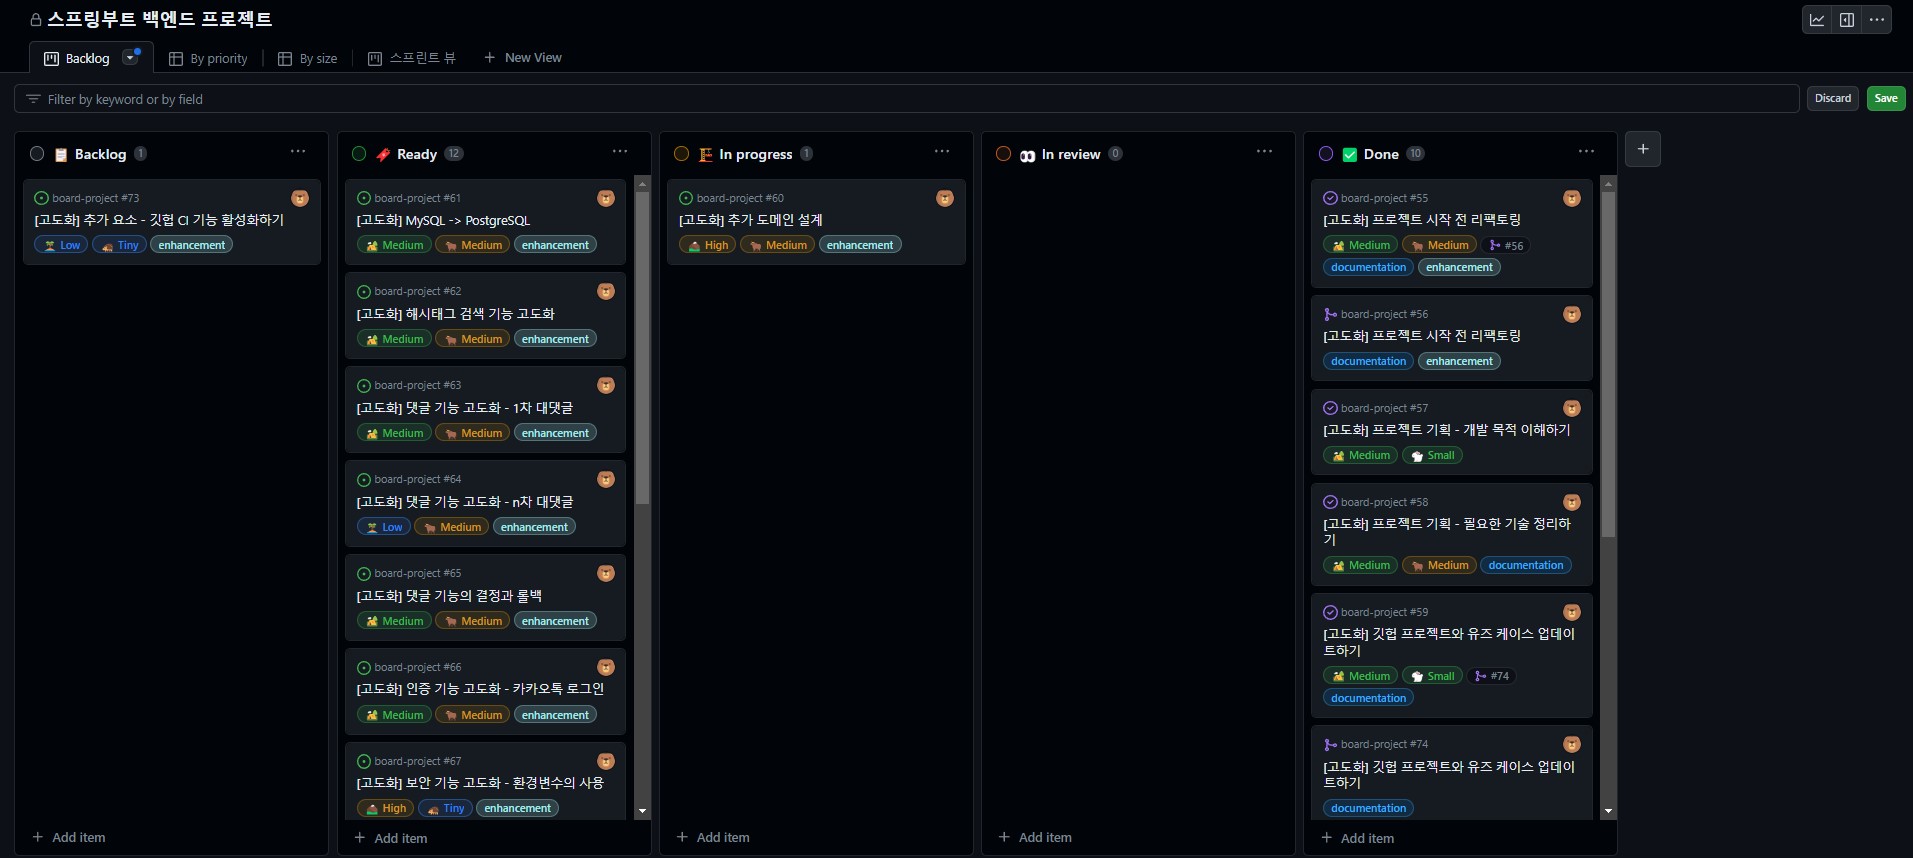 스프링부트 백엔드 프로젝트
Backlog
By priority
By size
스프린트 뷰
New View
Filter by keyword or by field
Discard
Save
Backlog 1
board-project #73
[고도화] 추가 요소 - 깃헙 CI 기능 활성화하기
Low Tiny enhancement
Add item
Ready 12
board-project #61
[고도화] MySQL -> PostgreSQL
Medium Medium enhancement
board-project #62
[고도화] 해시태그 검색 기능 고도화
Medium Medium enhancement
board-project #63
[고도화] 댓글 기능 고도화 - 1차 대댓글
Medium Medium enhancement
board-project #64
[고도화] 댓글 기능 고도화 - n차 대댓글
Low Medium enhancement
board-project #65
[고도화] 댓글 기능의 결정과 롤백
Medium Medium enhancement
board-project #66
[고도화] 인증 기능 고도화 - 카카오톡 로그인
Medium Medium enhancement
board-project #67
[고도화] 보안 기능 고도화 - 환경변수의 사용
High Tiny enhancement
Add item
In progress 1
board-project #60
[고도화] 추가 도메인 설계
High Medium enhancement
Add item
In review 0
Add item
Done 10
board-project #55
[고도화] 프로젝트 시작 전 리팩토링
Medium Medium #56
documentation enhancement
board-project #56
[고도화] 프로젝트 시작 전 리팩토링
documentation enhancement
board-project #57
[고도화] 프로젝트 기획 - 개발 목적 이해하기
Medium Small
board-project #58
[고도화] 프로젝트 기획 - 필요한 기술 정리하
기
Medium Medium documentation
board-project #59
[고도화] 깃헙 프로젝트와 유즈 케이스 업데이
트하기
Medium Small #74
documentation
board-project #74
[고도화] 깃헙 프로젝트와 유즈 케이스 업데이
트하기
documentation
Add item